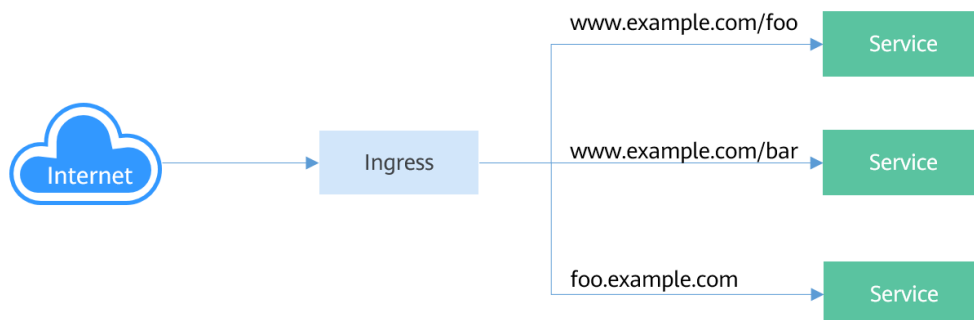 www.example.com/foo
Service
Internet
Ingress
www.example.com/bar
Service
foo.example.com
Service